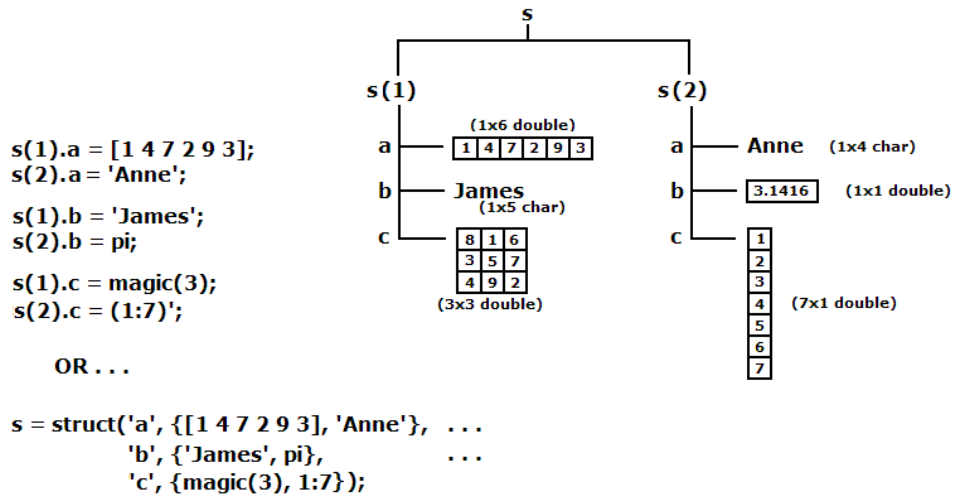 s
s(1)
s(2)
s(1).a = [1 4 7 2 9 3];
s(2).a = 'Anne';
s(1).b = 'James';
s(2).b = pi;
s(1).c = magic(3);
s(2).c = (1:7)';
OR . . .
s = struct('a', {[1 4 7 2 9 3], 'Anne'}, . . .
'b', {'James', pi}, . . .
'c', {magic(3), 1:7});
(1x6 double)
a 1 4 7 2 9 3
b James
(1x5 char)
c 8 1 6
3 5 7
4 9 2
(3x3 double)
a Anne (1x4 char)
b 3.1416 (1x1 double)
c 1
2
3
4 (7x1 double)
5
6
7